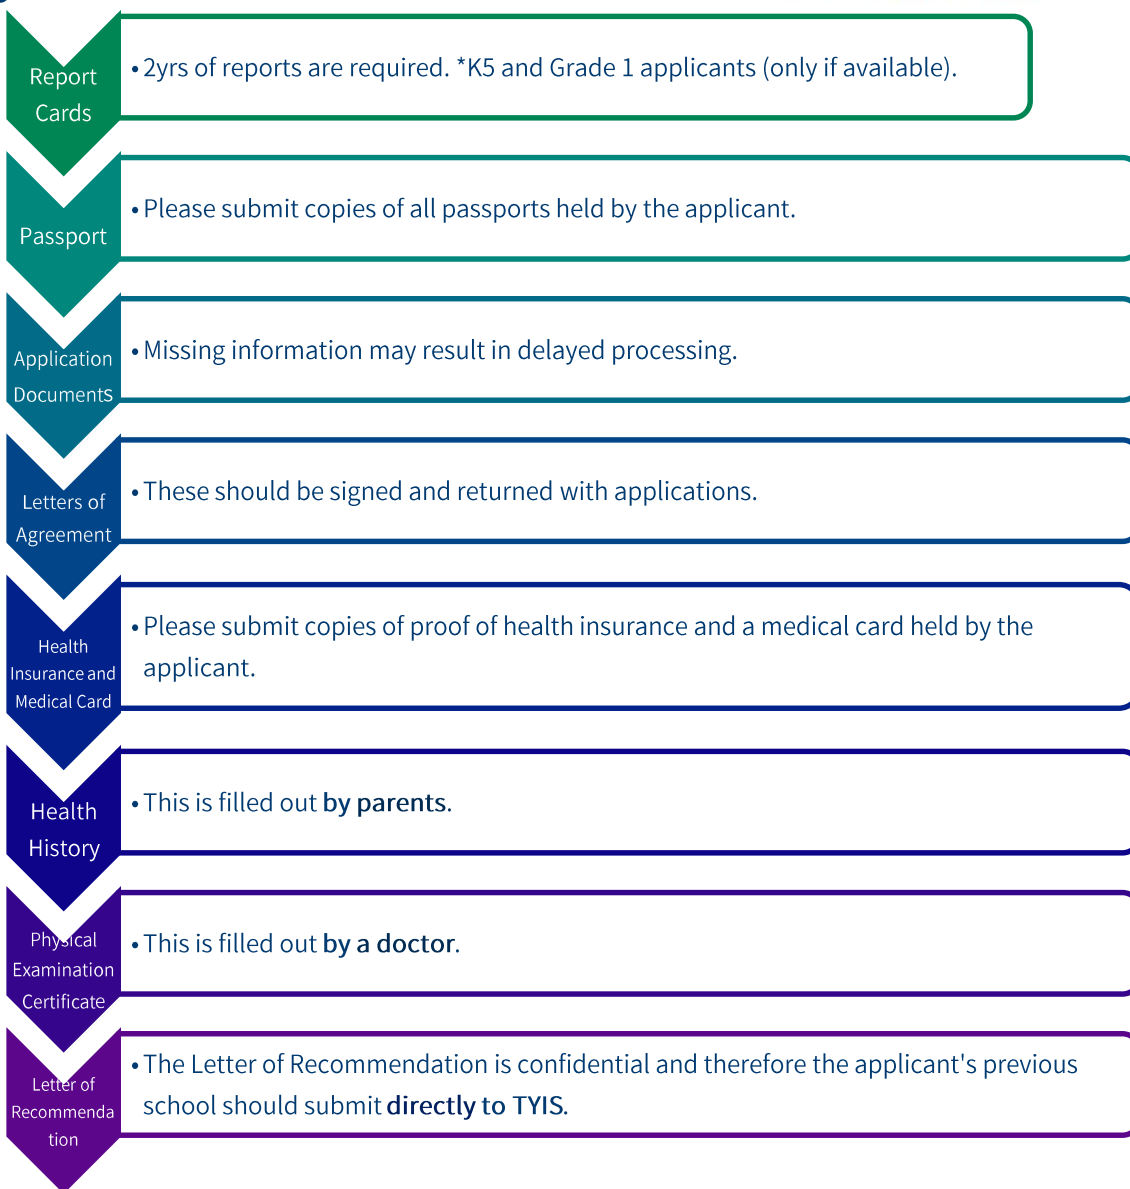 Report
Cards
• 2yrs of reports are required. *K5 and Grade 1 applicants (only if available).
Passport
• Please submit copies of all passports held by the applicant.
Application
Documents
• Missing information may result in delayed processing.
Letters of
Agreement
• These should be signed and returned with applications.
Health
Insurance and
Medical Card
• Please submit copies of proof of health insurance and a medical card held by the
applicant.
Health
History
• This is filled out by parents.
Physical
Examination
Certificate
• This is filled out by a doctor.
Letter of
Recommenda
tion
• The Letter of Recommendation is confidential and therefore the applicant's previous
school should submit directly to TYIS.